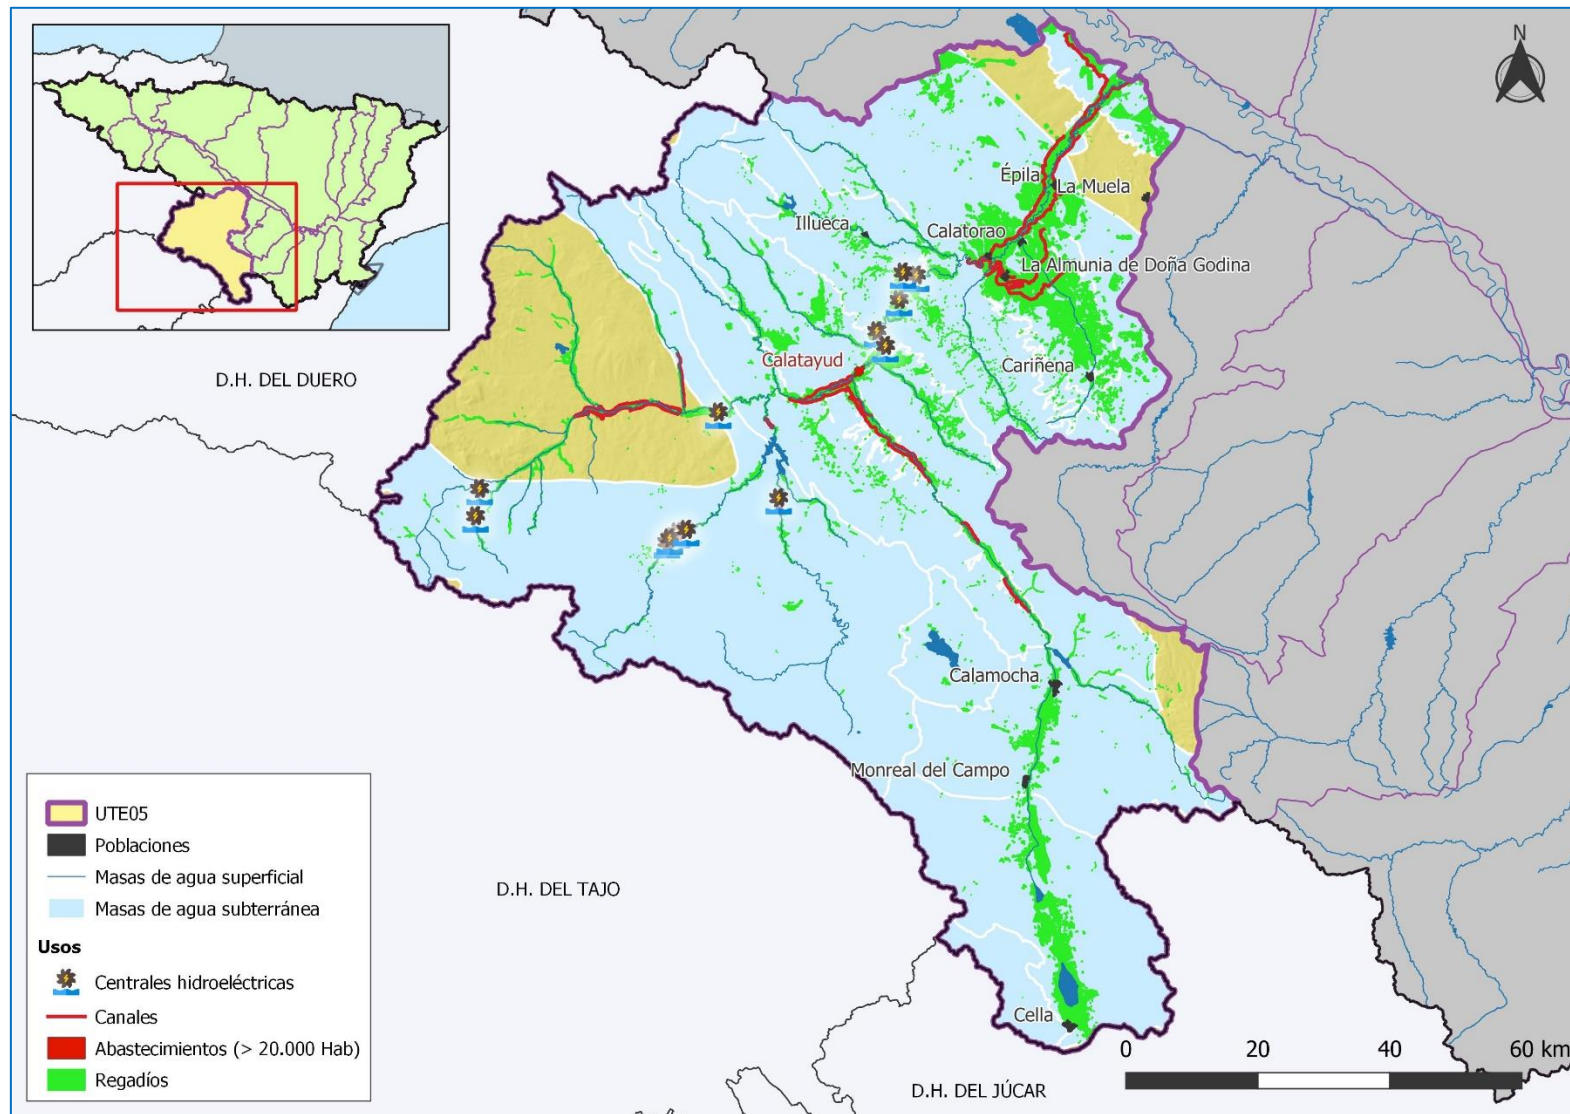 N
Épila
La Muela
Illueca
Calatorao
La Almunia de Doña Godina
Calatayud
Cariñena
D.H. DEL DUERO
Calamocha
Monreal del Campo
UTE05
Poblaciones
Masas de agua superficial
D.H. DEL TAJO
Masas de agua subterránea
Usos
Centrales hidroeléctricas
Canales
Cella
Abastecimientos (> 20.000 Hab)
0 20 40 60 km
Regadíos
D.H. DEL JÚCAR